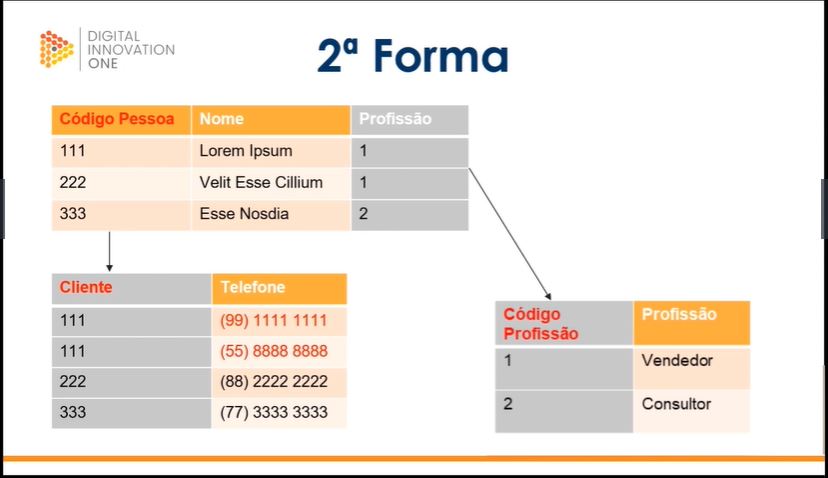 DIGITAL
INNOVATION
ONE
2ª Forma
Código Pessoa Nome Profissão
111 Lorem Ipsum 1
222 Velit Esse Cillium 1
333 Esse Nosdia 2
Cliente Telefone
111 (99) 1111 1111
111 (55) 8888 8888
222 (88) 2222 2222
333 (77) 3333 3333
Código
Profissão
Profissão
1 Vendedor
2 Consultor